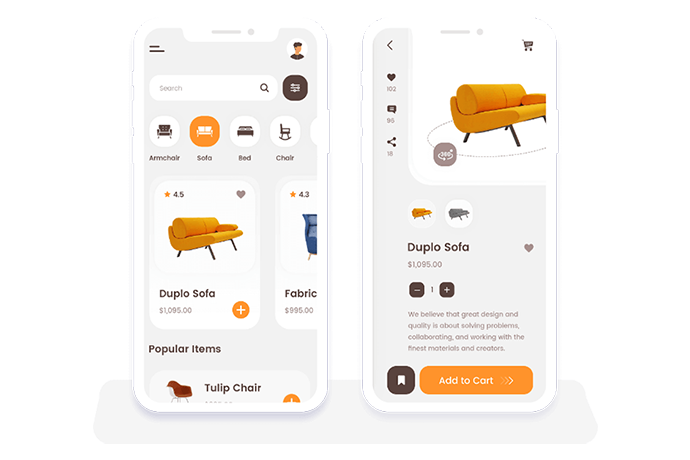 Search
Armchair
Sofa
Bed
Chair
4.5
4.3
Duplo Sofa
$1,095.00
Fabric
$995.00
Popular Items
Tulip Chair
102
96
18
360°
Duplo Sofa
$1,095.00
1
We believe that great design and
quality is about solving problems,
collaborating, and working with the
finest materials and creators.
Add to Cart